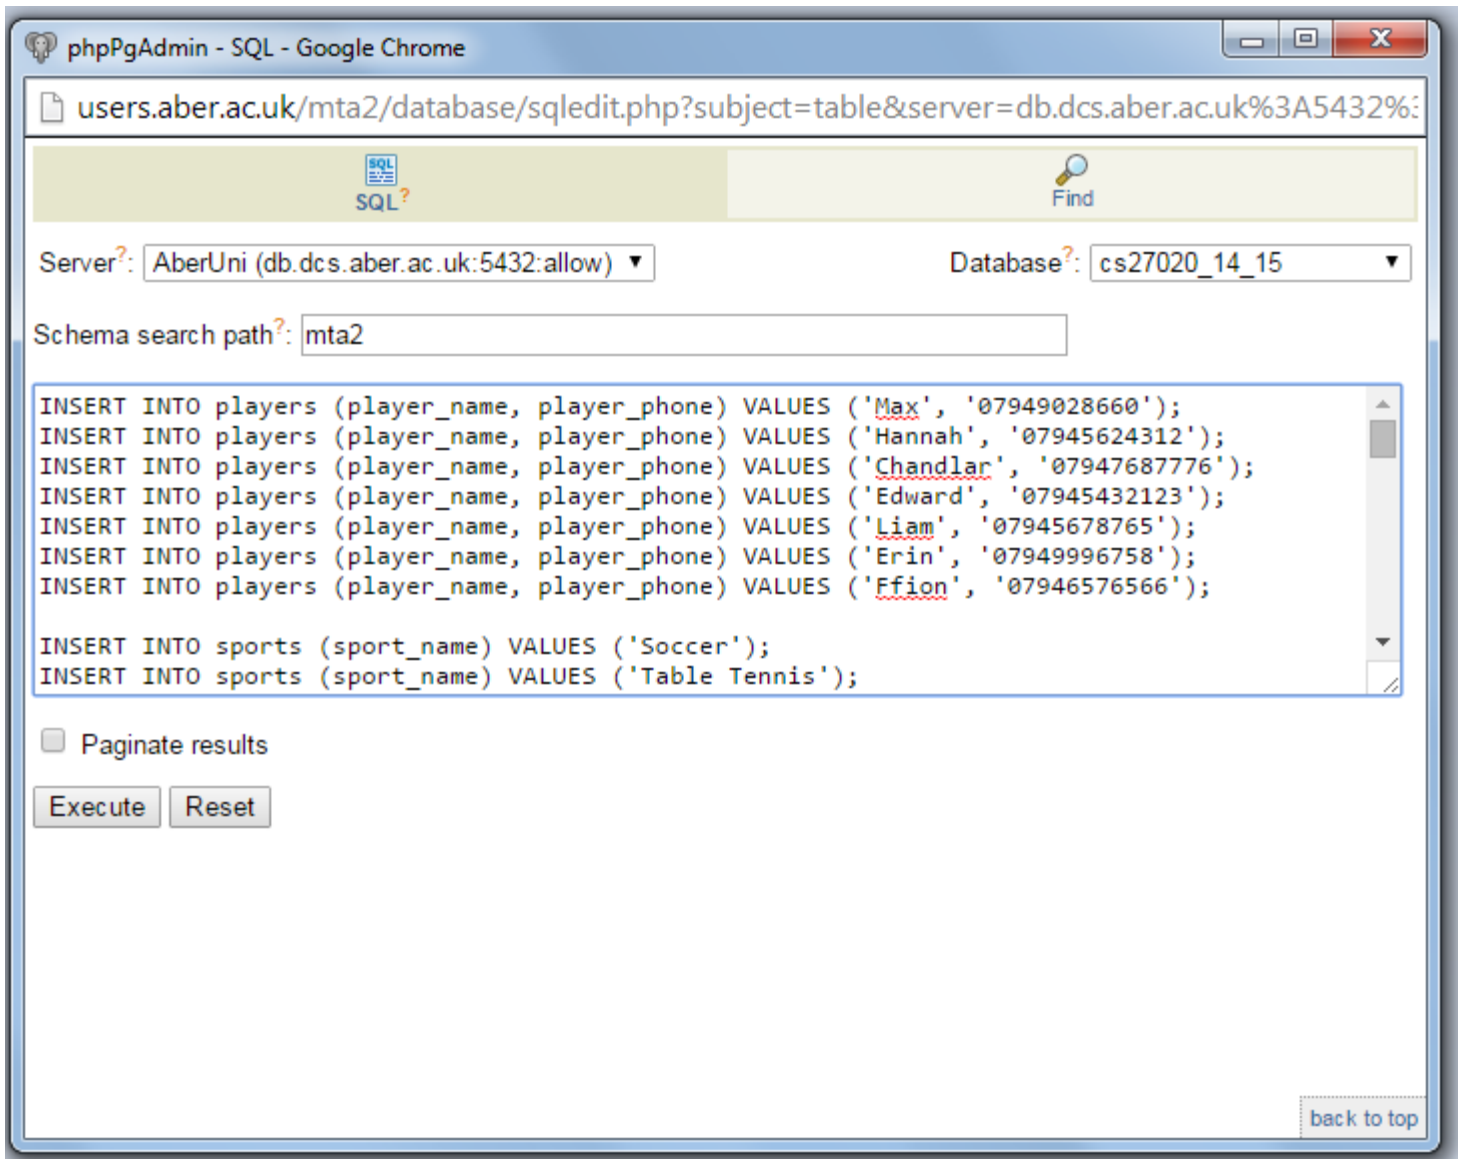 phpPgAdmin - SQL - Google Chrome
users.aber.ac.uk/mta2/database/sqledit.php?subject=table&server=db.dcs.aber.ac.uk%3A5432%3
SQL
SQL? Find
Server?: AberUni (db.dcs.aber.ac.uk:5432:allow) Database?: cs27020_14_15
Schema search path?: mta2
INSERT INTO players (player_name, player_phone) VALUES ('Max', '07949028660');
INSERT INTO players (player_name, player_phone) VALUES ('Hannah', '07945624312');
INSERT INTO players (player_name, player_phone) VALUES ('Chandlar', '07947687776');
INSERT INTO players (player_name, player_phone) VALUES ('Edward', '07945432123');
INSERT INTO players (player_name, player_phone) VALUES ('Liam', '07945678765');
INSERT INTO players (player_name, player_phone) VALUES ('Erin', '07949996758');
INSERT INTO players (player_name, player_phone) VALUES ('Ffion', '07946576566');
INSERT INTO sports (sport_name) VALUES ('Soccer');
INSERT INTO sports (sport_name) VALUES ('Table Tennis');
Paginate results
Execute Reset
back to top